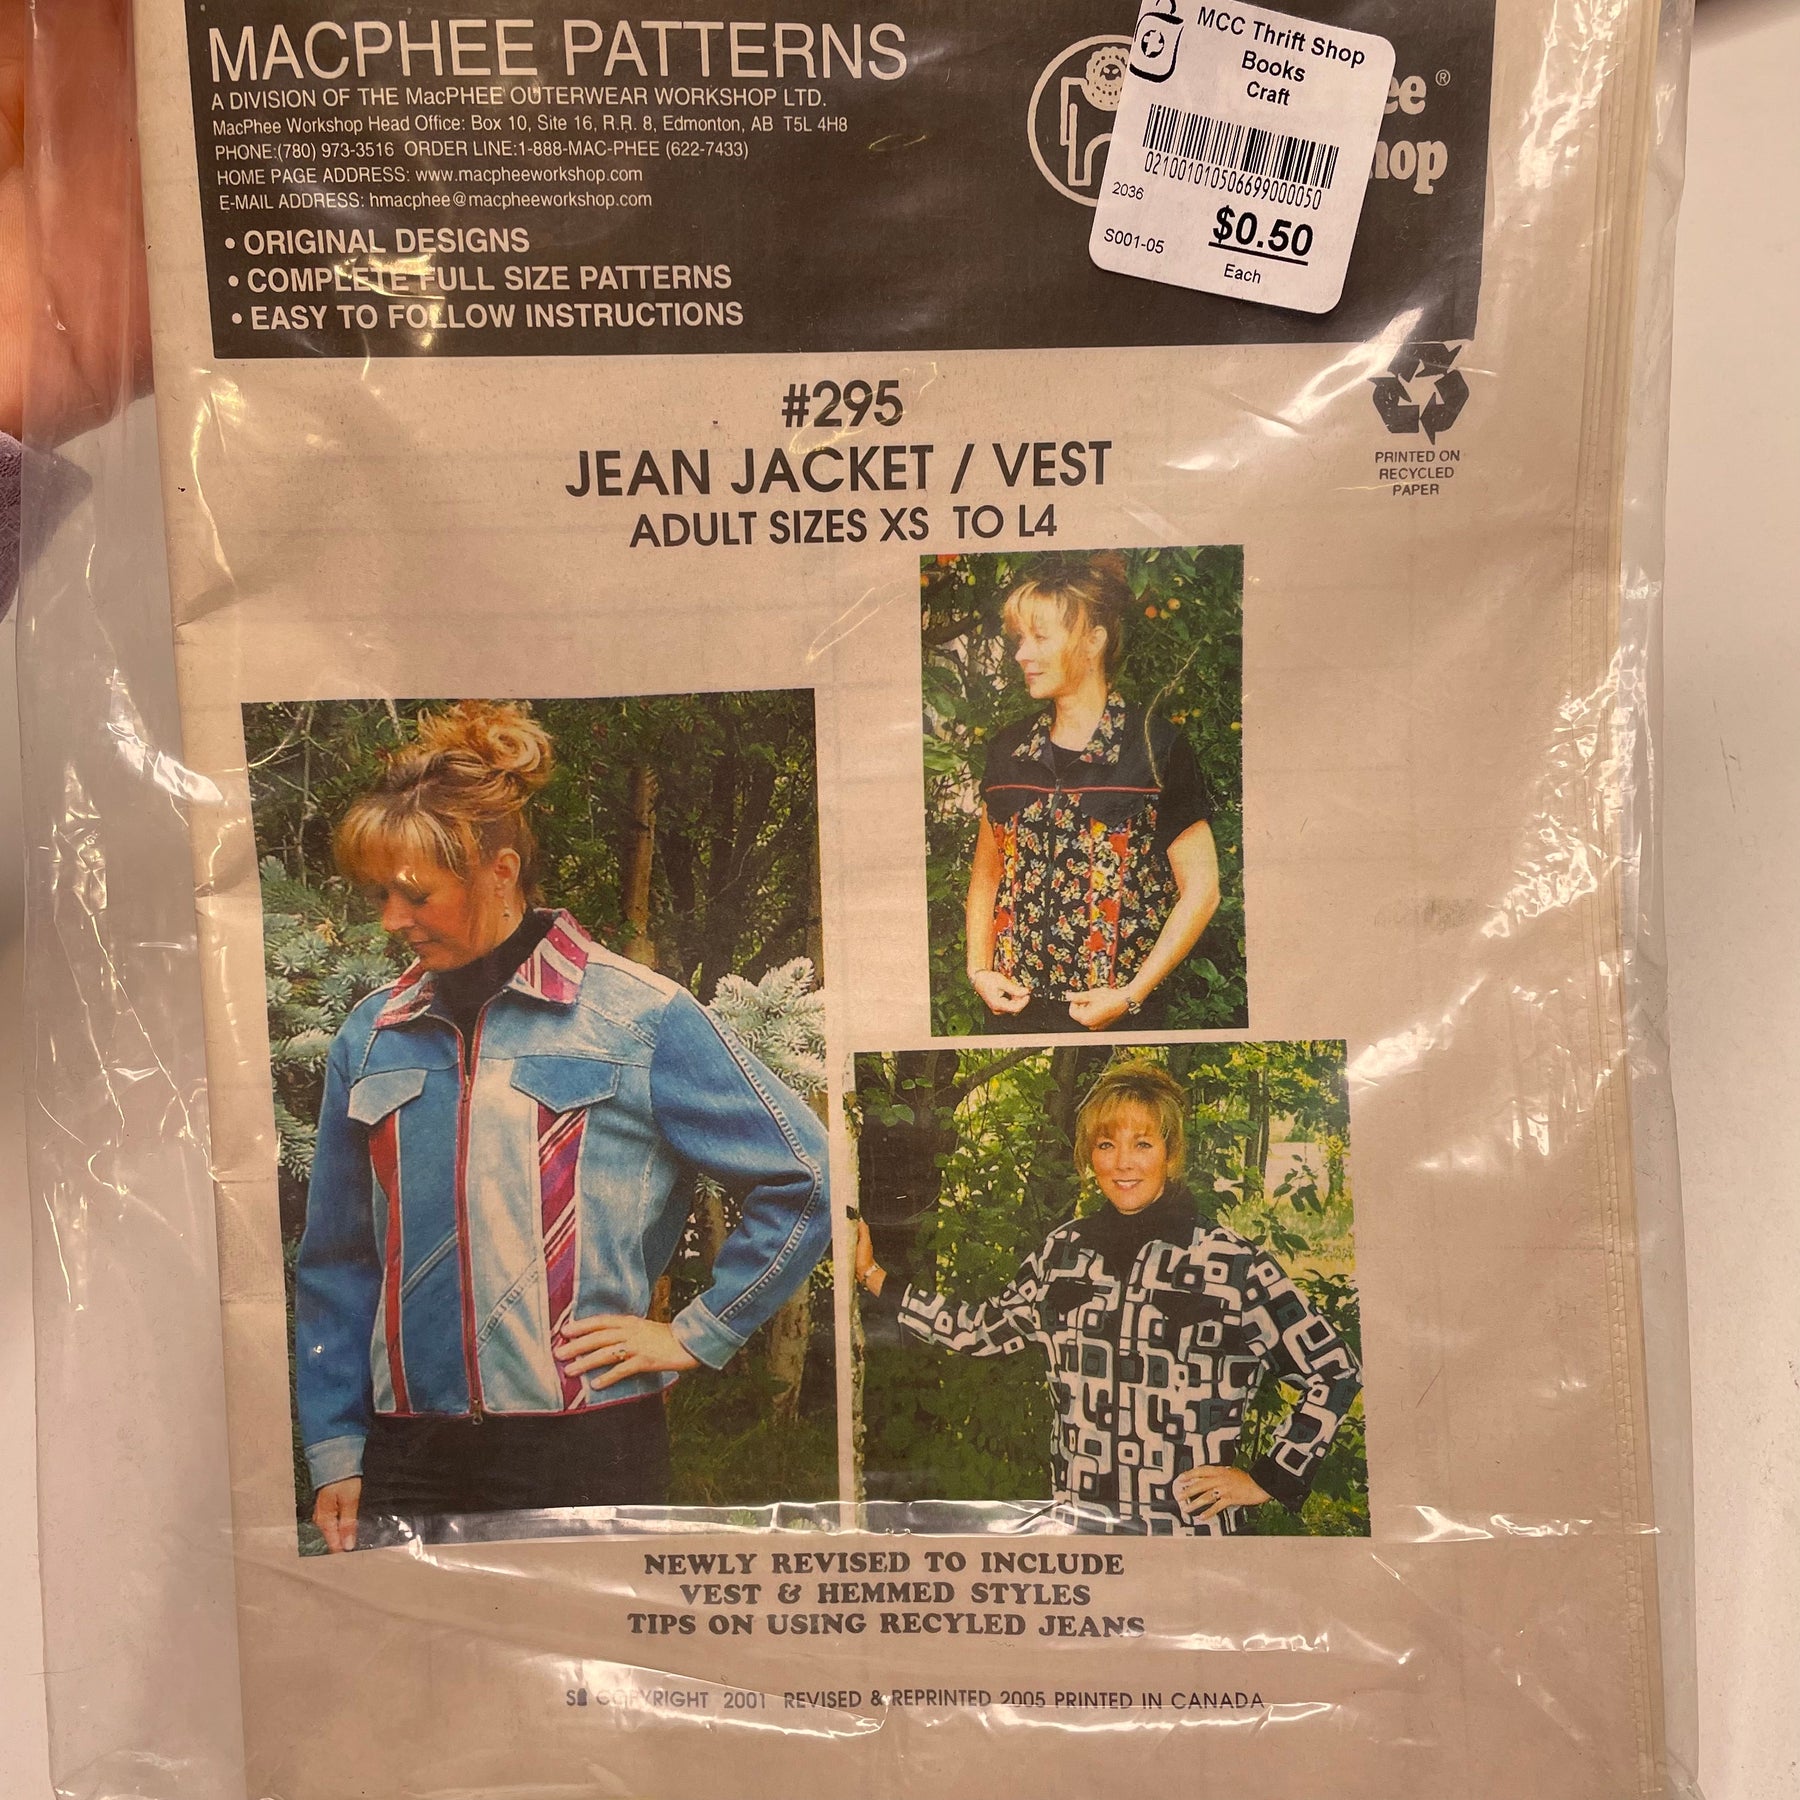 MACPHEE PATTERNS
A DIVISION OF THE MacPHEE OUTERWEAR WORKSHOP LTD.
MacPhee Workshop Head Office: Box 10, Site 16, R.R. 8, Edmonton, AB T5L 4H8
PHONE:(780) 973-3516 ORDER LINE:1-888-MAC-PHEE (622-7433)
HOME PAGE ADDRESS: www.macpheeworkshop.com
E-MAIL ADDRESS: hmacphee@macpheeworkshop.com
• ORIGINAL DESIGNS
• COMPLETE FULL SIZE PATTERNS
• EASY TO FOLLOW INSTRUCTIONS
MCC Thrift Shop
Books
Craft
02100101050669900050
2036
$0.50
S001-05
Each
ee®
hop
#295
JEAN JACKET / VEST
ADULT SIZES XS TO L4
PRINTED ON
RECYCLED
PAPER
NEWLY REVISED TO INCLUDE
VEST & HEMMED STYLES
TIPS ON USING RECYLED JEANS
COPYRIGHT 2001 REVISED & REPRINTED 2005 PRINTED IN CANADA